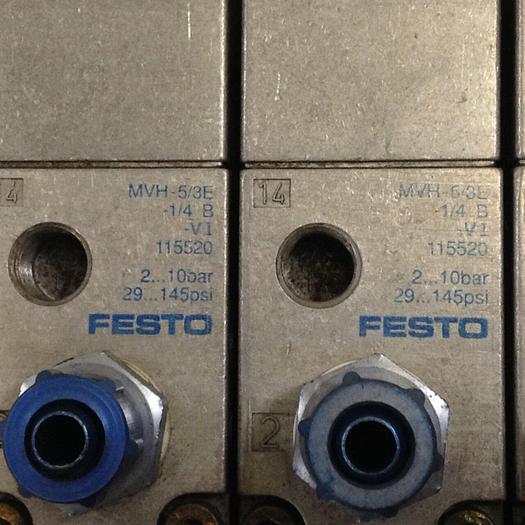 4
MVH-5/3E
-1/4 B
-VI
115520
2...10bar
29...145psi
FESTO
14
MVH-5/3E
-1/4 B
-VI
115520
2...10bar
29...145psi
FESTO
2